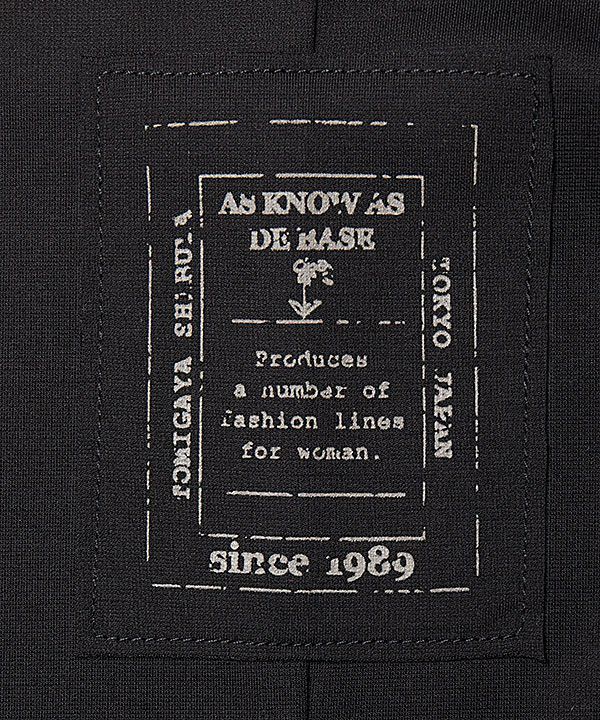 AS KNOW AS
DE BASE
Produces
a number of
fashion lines
for woman.
since 1989
TOMIGAYA SHIBUYA
TOKYO JAPAN